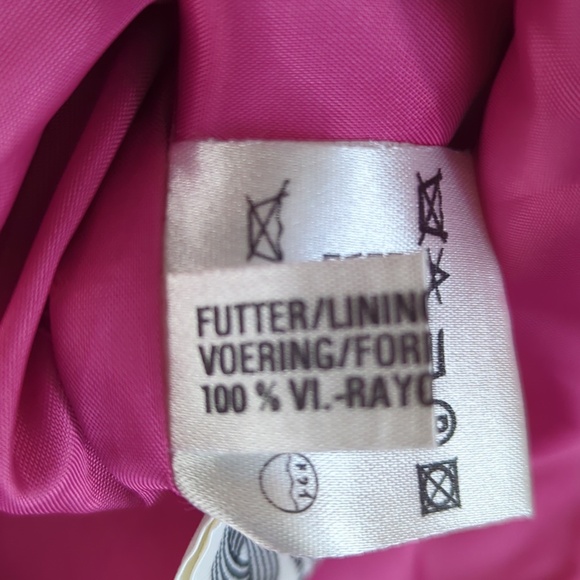 FUTTER/LININ
VOERING/FOR
100 % VI.-RAY